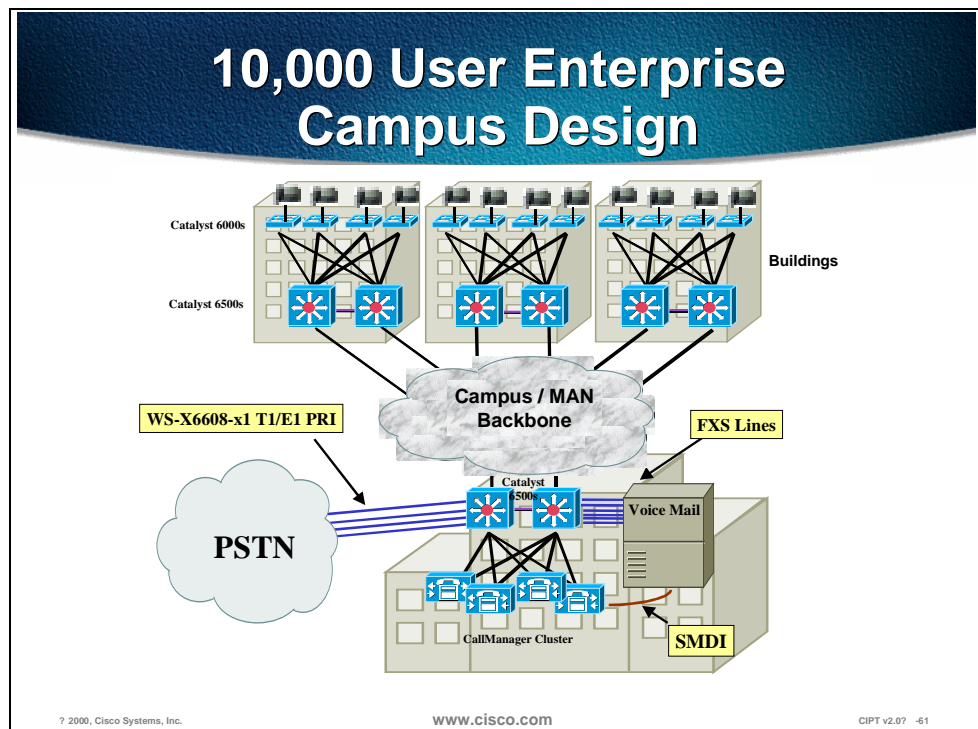 10,000 User Enterprise
Campus Design
Catalyst 6000s
Buildings
Catalyst 6500s
Campus / MAN
Backbone
WS-X6608-x1 T1/E1 PRI
FXS Lines
Catalyst
6500s
Voice Mail
PSTN
CallManager Cluster
SMDI
? 2000, Cisco Systems, Inc.
www.cisco.com
CIPT v2.0? -61